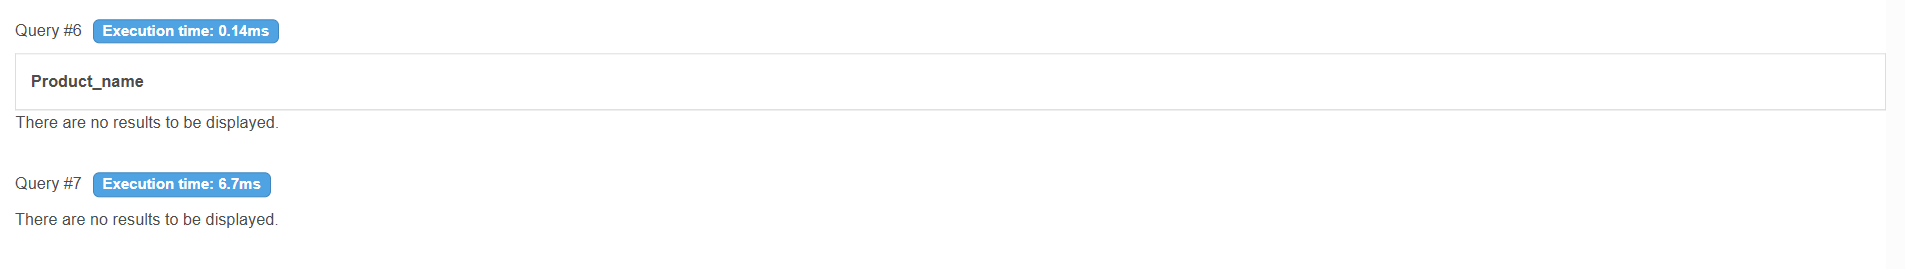 Query #6 Execution time: 0.14ms
Product_name
There are no results to be displayed.
Query #7 Execution time: 6.7ms
There are no results to be displayed.